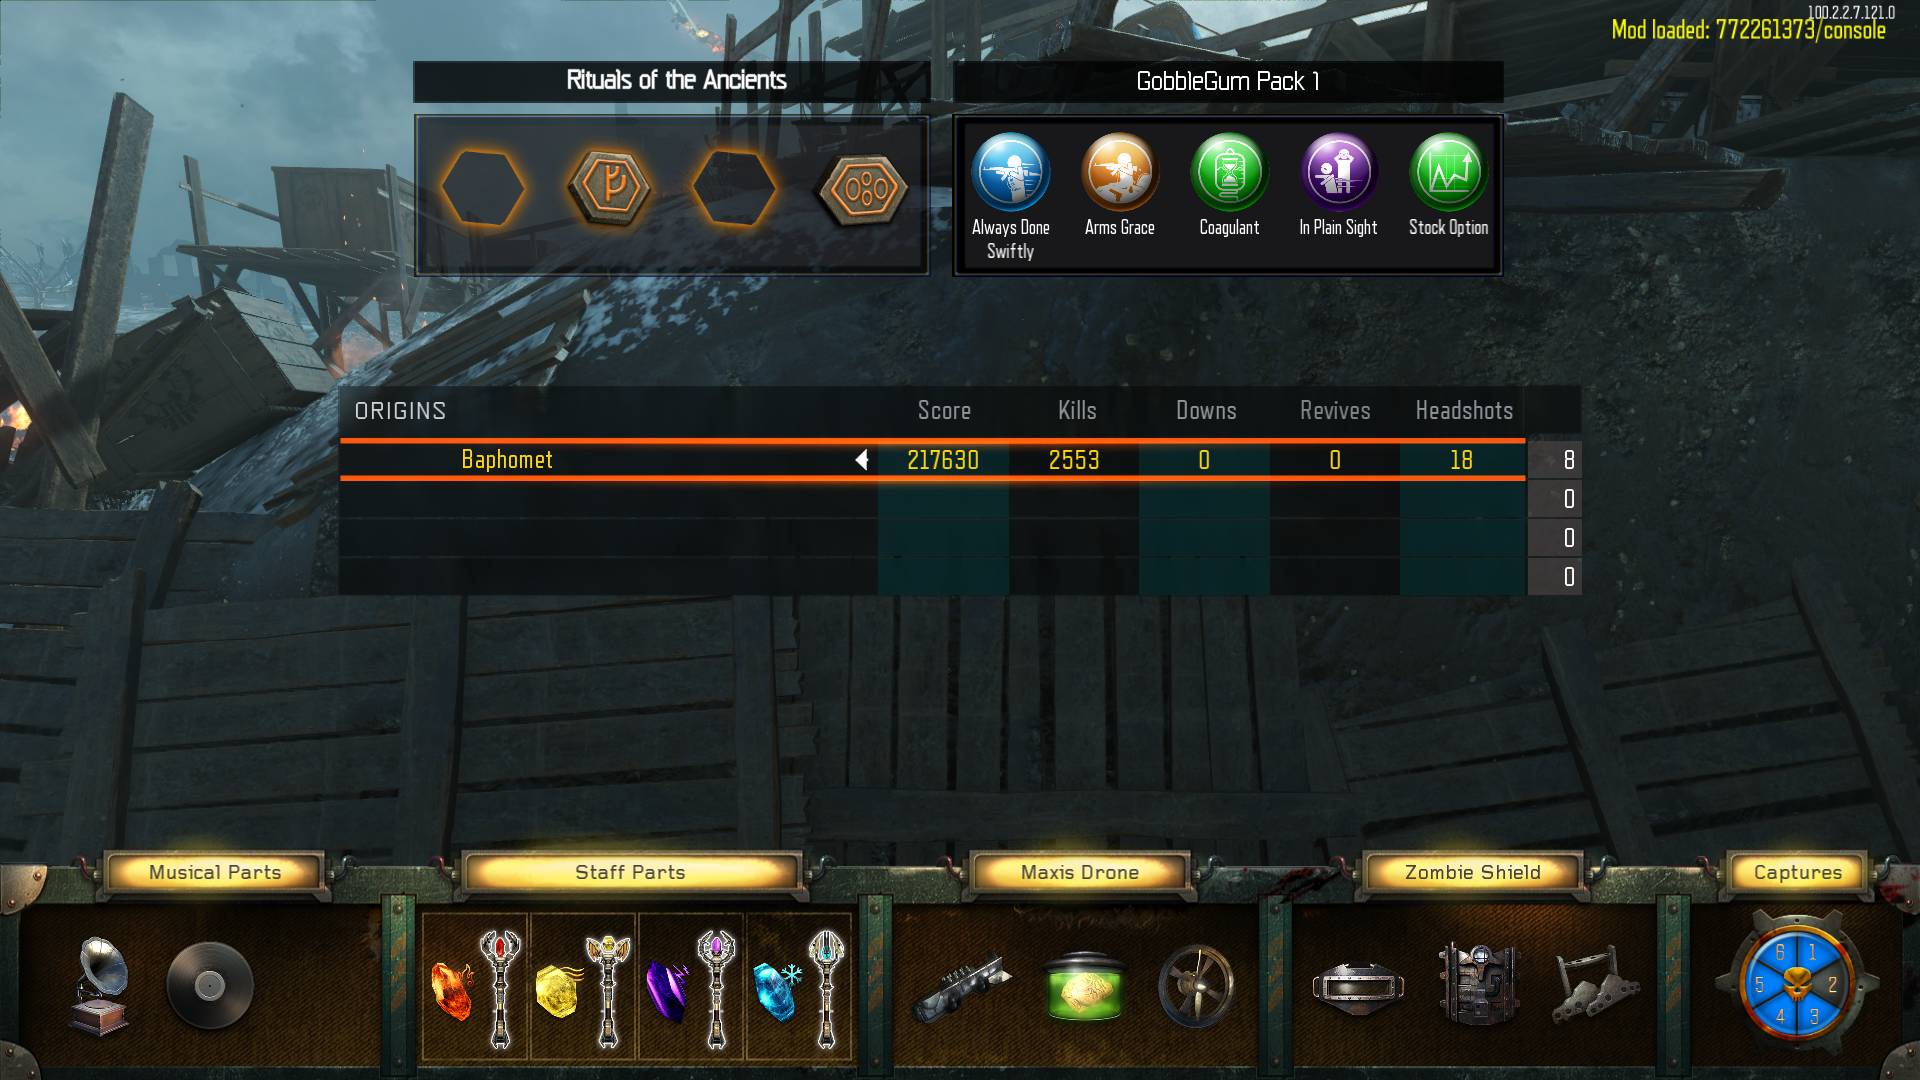 100.2.2.7.121.0
Mod loaded: 772261373/console
Rituals of the Ancients
GobbleGum Pack 1
Always Done Swiftly
Arms Grace
Coagulant
In Plain Sight
Stock Option
ORIGINS Score Kills Downs Revives Headshots
Baphomet 217630 2553 0 0 18 8
0
0
0
Musical Parts
Staff Parts
Maxis Drone
Zombie Shield
Captures
6 1
5 2
4 3